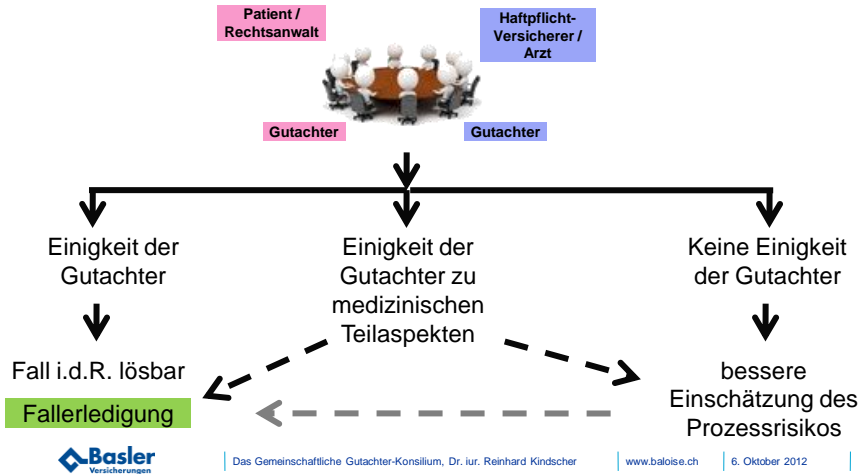 Patient /
Rechtsanwalt
Haftpflicht-
Versicherer /
Arzt
Gutachter
Gutachter
Einigkeit der
Gutachter
Einigkeit der
Gutachter zu
medizinischen
Teilaspekten
Keine Einigkeit
der Gutachter
Fall i.d.R. lösbar
Fallerledigung
bessere
Einschätzung des
Prozessrisikos
Basler
Versicherungen
Das Gemeinschaftliche Gutachter-Konsilium, Dr. iur. Reinhard Kindscher
www.baloise.ch
6. Oktober 2012